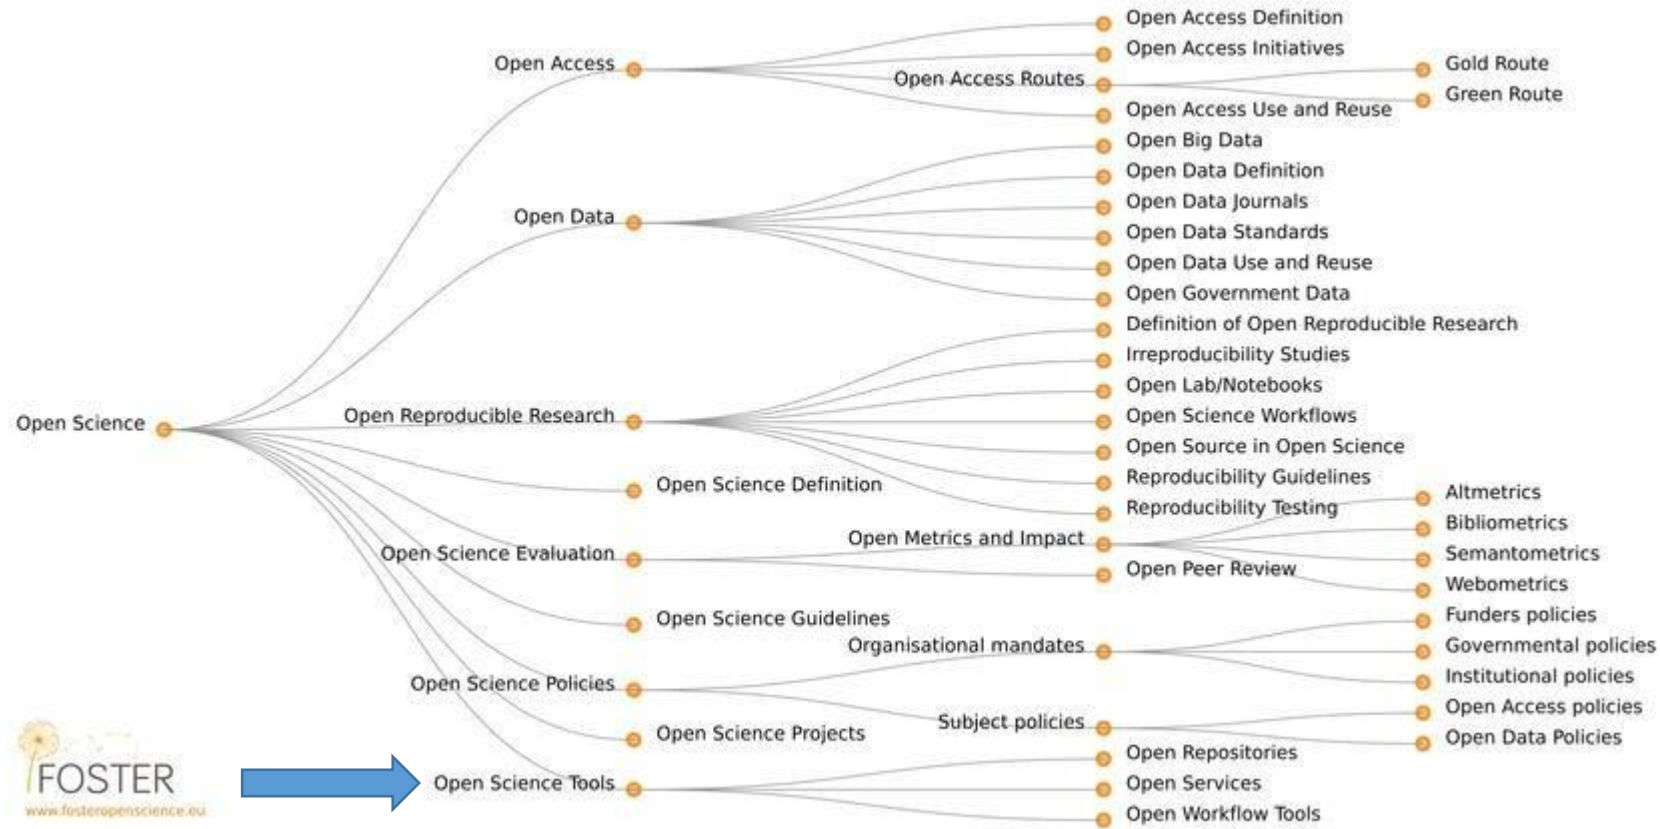 Open Science
Open Access
Open Access Definition
Open Access Initiatives
Open Access Routes
Gold Route
Green Route
Open Access Use and Reuse
Open Data
Open Big Data
Open Data Definition
Open Data Journals
Open Data Standards
Open Data Use and Reuse
Open Government Data
Open Reproducible Research
Definition of Open Reproducible Research
Irreproducibility Studies
Open Lab/Notebooks
Open Science Workflows
Open Source in Open Science
Reproducibility Guidelines
Reproducibility Testing
Open Science Definition
Open Science Evaluation
Open Metrics and Impact
Altmetrics
Bibliometrics
Semantometrics
Webometrics
Open Peer Review
Open Science Guidelines
Open Science Policies
Organisational mandates
Funders policies
Governmental policies
Institutional policies
Subject policies
Open Access policies
Open Data Policies
Open Science Projects
Open Science Tools
Open Repositories
Open Services
Open Workflow Tools
FOSTER
www.fosteropenscience.eu